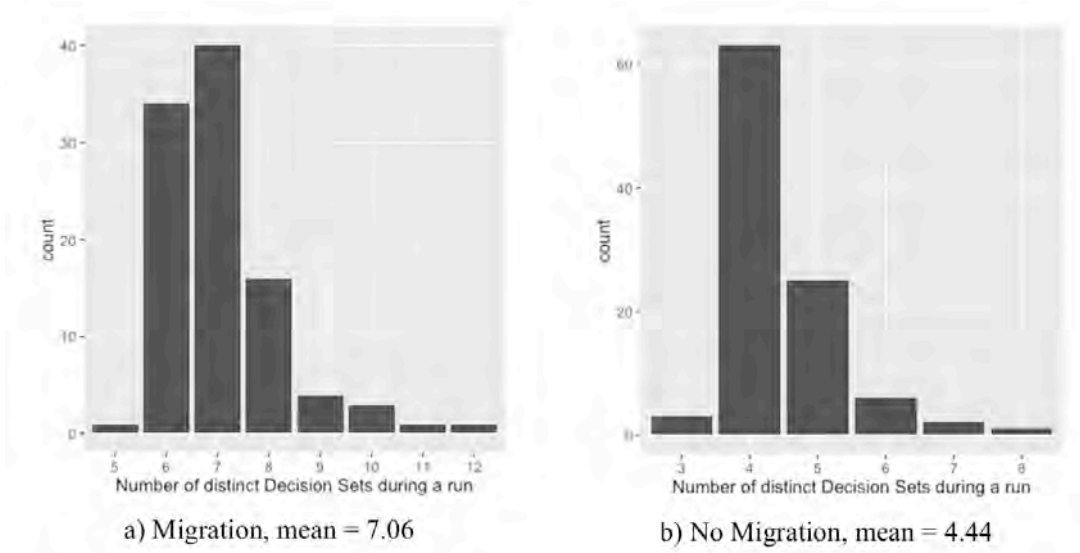 40
30
20
10
0
count
5 6 7 8 9 10 11 12
Number of distinct Decision Sets during a run
a) Migration, mean = 7.06
60
40
20
0
count
3 4 5 6 7 8
Number of distinct Decision Sets during a run
b) No Migration, mean = 4.44